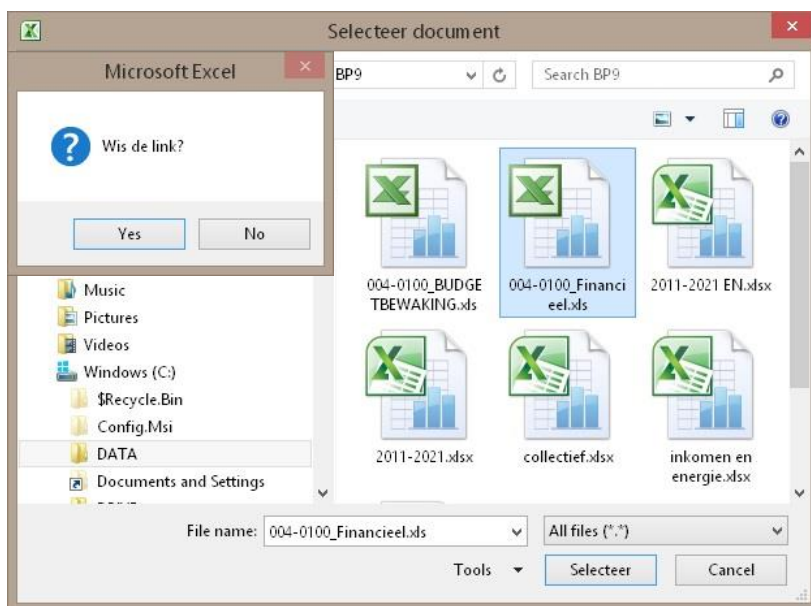 Selecteer document
Microsoft Excel
Wis de link?
Yes
No
BP9
Search BP9
Music
Pictures
Videos
Windows (C:)
$Recycle.Bin
Config.Msi
DATA
Documents and Settings
004-0100_BUDGE
TBEWAKING.xls
004-0100_Financi
eel.xls
2011-2021 EN.xlsx
2011-2021.xlsx
collectief.xlsx
inkomen en
energie.xlsx
File name:
004-0100_Financieel.xls
All files (*.*)
Tools
Selecteer
Cancel